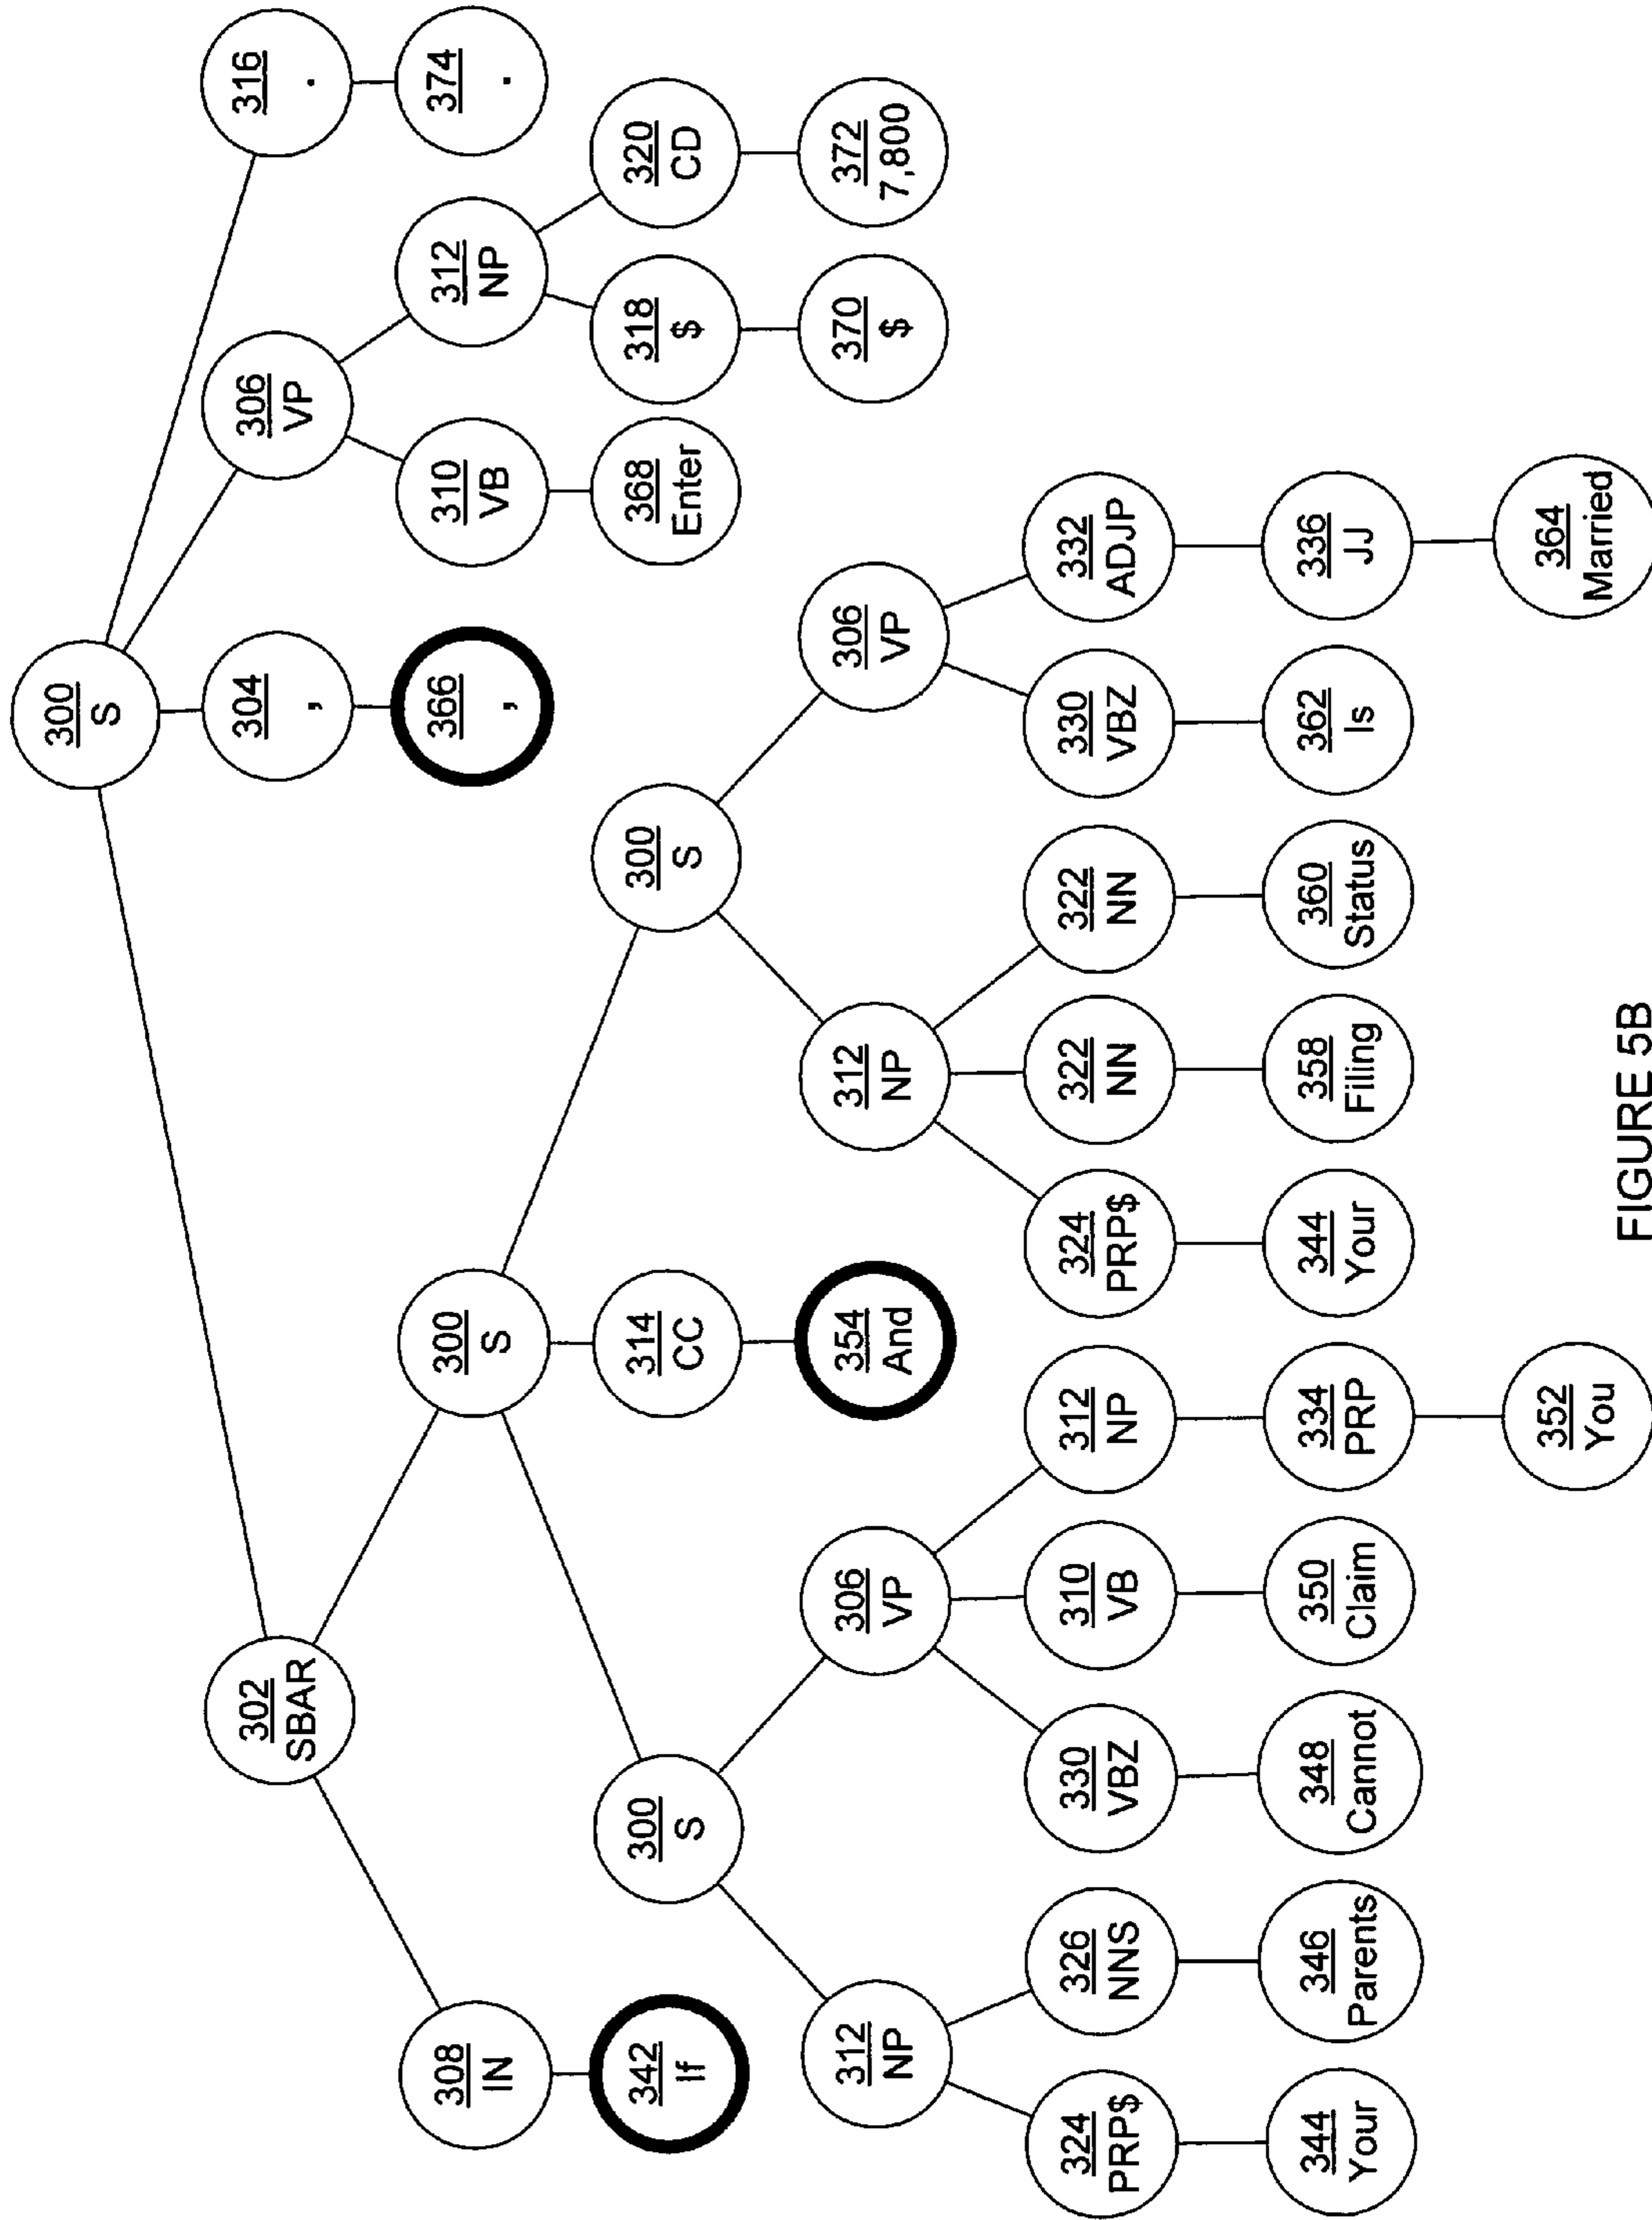 300
S
302
SBAR
304
,
306
VP
316
.
308
IN
300
S
366
,
310
VB
312
NP
374
.
342
If
300
S
314
CC
300
S
368
Enter
318
$
320
CD
312
NP
306
VP
354
And
312
NP
306
VP
370
$
372
7,800
324
PRP$
326
NNS
330
VBZ
310
VB
312
NP
324
PRP$
322
NN
322
NN
330
VBZ
332
ADJP
344
Your
346
Parents
348
Cannot
350
Claim
334
PRP
344
Your
358
Filing
360
Status
362
Is
336
JJ
352
You
364
Married
FIGURE 5B